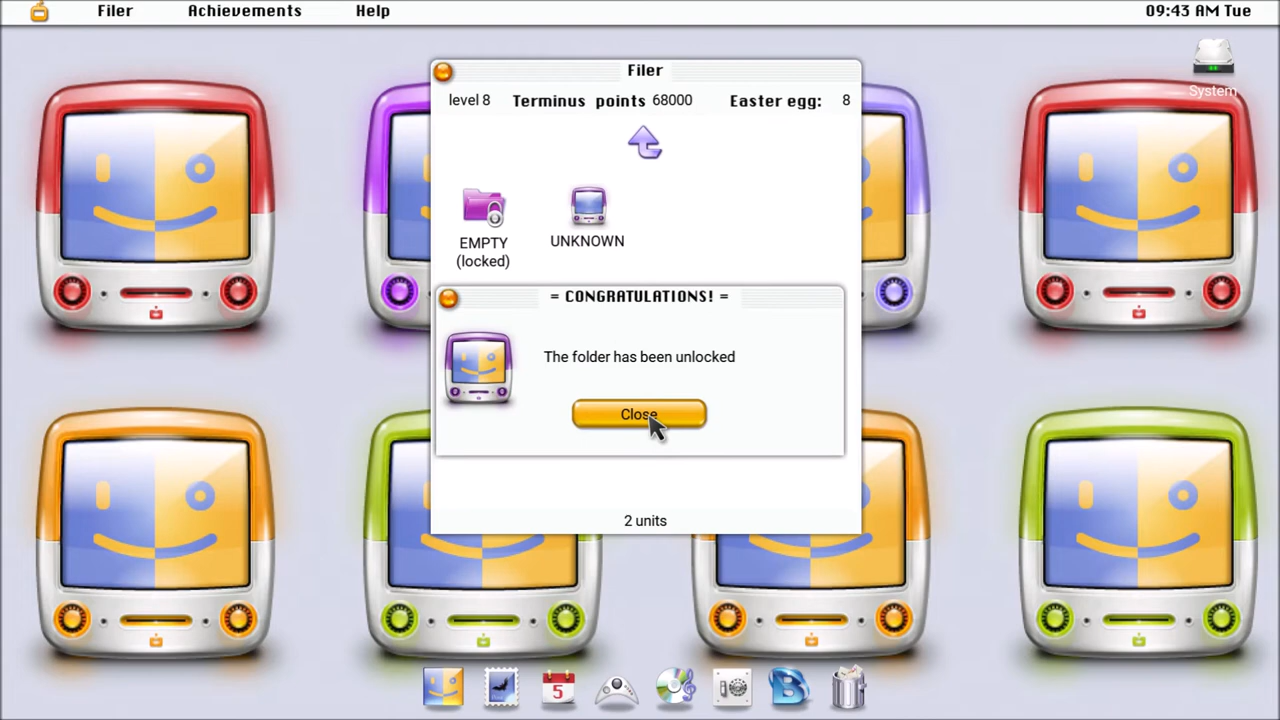 Filer Achievements Help 09:43 AM Tue
Filer
level 8 Terminus points 68000 Easter egg: 8
System
EMPTY
(locked)
UNKNOWN
= CONGRATULATIONS! =
The folder has been unlocked
Close
2 units
5